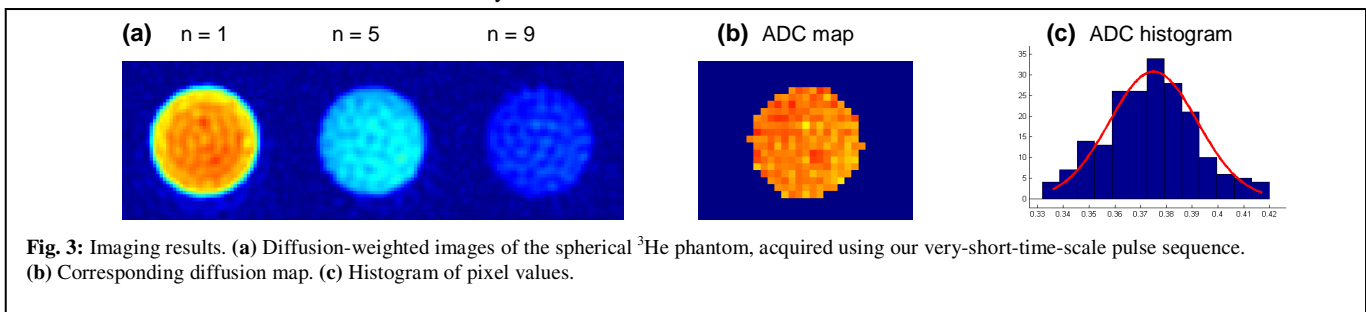 (a) n = 1 n = 5 n = 9 (b) ADC map (c) ADC histogram
35
30
25
20
15
10
5
0
0.33 0.34 0.35 0.36 0.37 0.38 0.39 0.4 0.41 0.42
Fig. 3: Imaging results. (a) Diffusion-weighted images of the spherical ³He phantom, acquired using our very-short-time-scale pulse sequence.
(b) Corresponding diffusion map. (c) Histogram of pixel values.